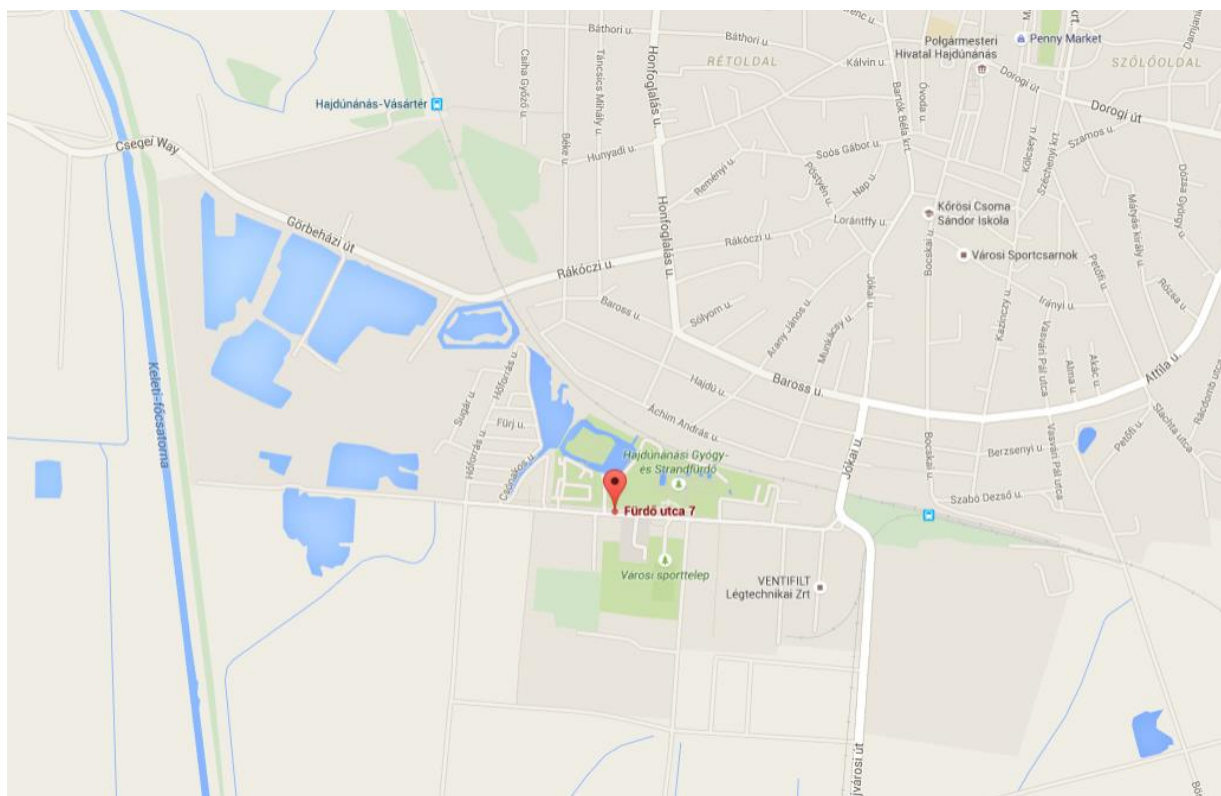 Báthori u.
Báthori u.
Honfoglalás u.
RÉTOLDAL
Kálvin u.
Polgármesteri
Hivatal Hajdúnánás
Penny Market
SZŐLŐOLDAL
Csiha Győző u.
Táncsics Mihály u.
Hajdúnánás-Vásártér
Bartók Béla krt.
Óvoda u.
Dorogi út
Dorogi út
Csegei Way
Béke u.
Hunyadi u.
Reményi u.
Soós Gábor u.
Pöstyén u.
Nap u.
Kölcsey u.
Széchenyi krt.
Szamos u.
Dózsa György u.
Mátyás király u.
Görbeházi út
Honfoglalás u.
Lorántffy u.
Kőrösi Csoma
Sándor Iskola
Rákóczi u.
Rákóczi u.
Bocskai u.
Városi Sportcsarnok
Petőfi u.
Rózsa u.
Baross u.
Sólyom u.
Arany János u.
Munkácsy u.
Jókai u.
Kazinczy u.
Irányi u.
Vasvári Pál utca
Alma u.
Akác u.
Attila u.
Keleti-főcsatorna
Sugár u.
Hőforrás u.
Hajdú u.
Baross u.
Rácdomb utca
Fürj u.
Áchim András u.
Slachta utca
Petőfi u.
Hőforrás u.
Csónakos u.
Hajdúnánási Gyógy-
és Strandfürdő
Jókai u.
Bocskai u.
Berzsenyi u.
Vasvári Pál utca
Szabó Dezső u.
Fürdő utca 7
Városi sporttelep
VENTIFILT
Légtechnikai Zrt